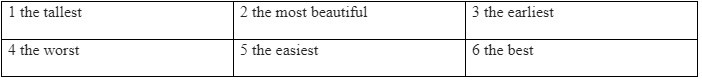 1 the tallest 2 the most beautiful 3 the earliest
4 the worst 5 the easiest 6 the best